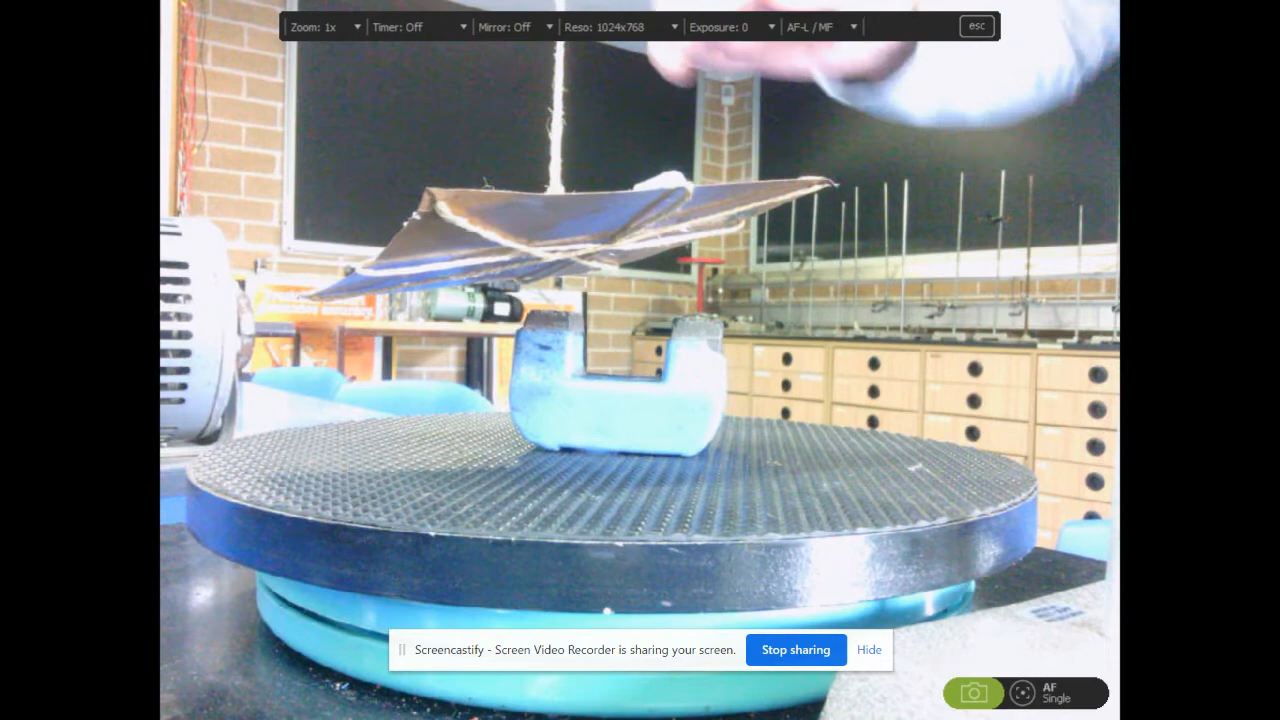 Zoom: 1x Timer: Off Mirror: Off Reso: 1024x768 Exposure: 0 AF-L / MF esc
Screencastify - Screen Video Recorder is sharing your screen. Stop sharing Hide
AF
Single